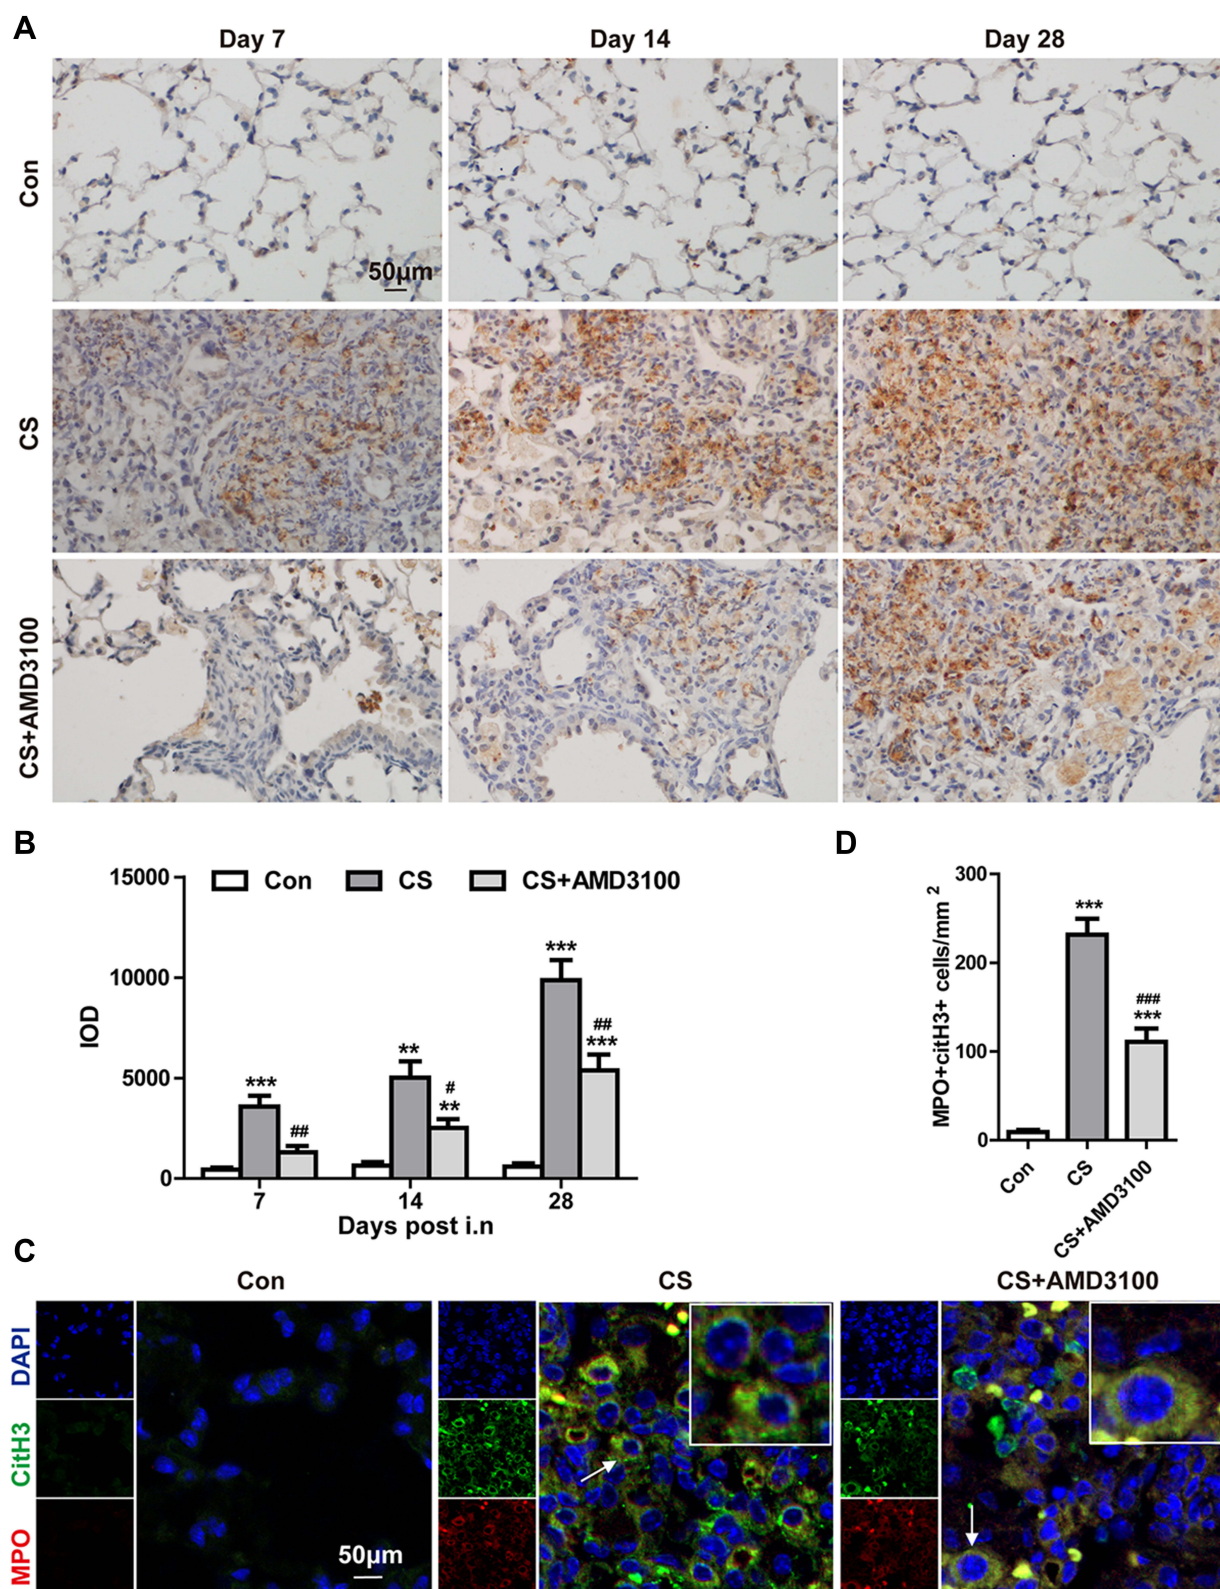 A
Day 7
Day 14
Day 28
Con
50μm
CS
CS+AMD3100
B
15000
10000
5000
0
IOD
Con
CS
CS+AMD3100
***
##
**
#
**
***
##
***
7
14
28
Days post i.n
D
300
200
100
0
MPO+citH3+ cells/mm 2
***
###
***
Con
CS
CS+AMD3100
C
Con
CS
CS+AMD3100
DAPI
CitH3
MPO
50μm